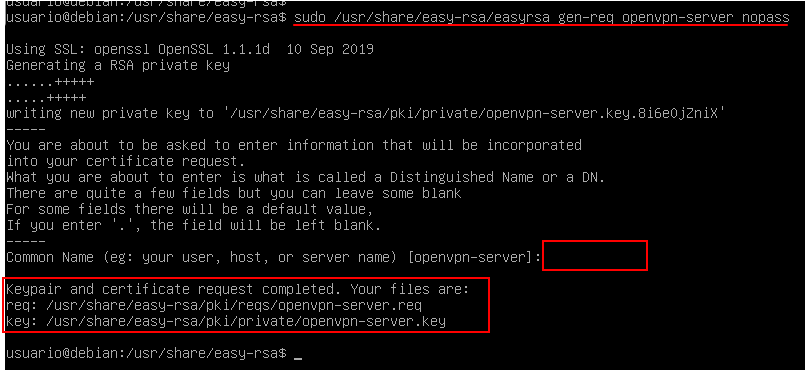 usuario@debian:/usr/share/easy-rsa$
usuario@debian:/usr/share/easy-rsa$ sudo /usr/share/easy-rsa/easyrsa gen-req openvpn-server nopass
Using SSL: openssl OpenSSL 1.1.1d  10 Sep 2019
Generating a RSA private key
......+++++
.....+++++
writing new private key to '/usr/share/easy-rsa/pki/private/openvpn-server.key.8i6e0jZniX'
-----
You are about to be asked to enter information that will be incorporated
into your certificate request.
What you are about to enter is what is called a Distinguished Name or a DN.
There are quite a few fields but you can leave some blank
For some fields there will be a default value,
If you enter '.', the field will be left blank.
-----
Common Name (eg: your user, host, or server name) [openvpn-server]:
Keypair and certificate request completed. Your files are:
req: /usr/share/easy-rsa/pki/reqs/openvpn-server.req
key: /usr/share/easy-rsa/pki/private/openvpn-server.key
usuario@debian:/usr/share/easy-rsa$ _